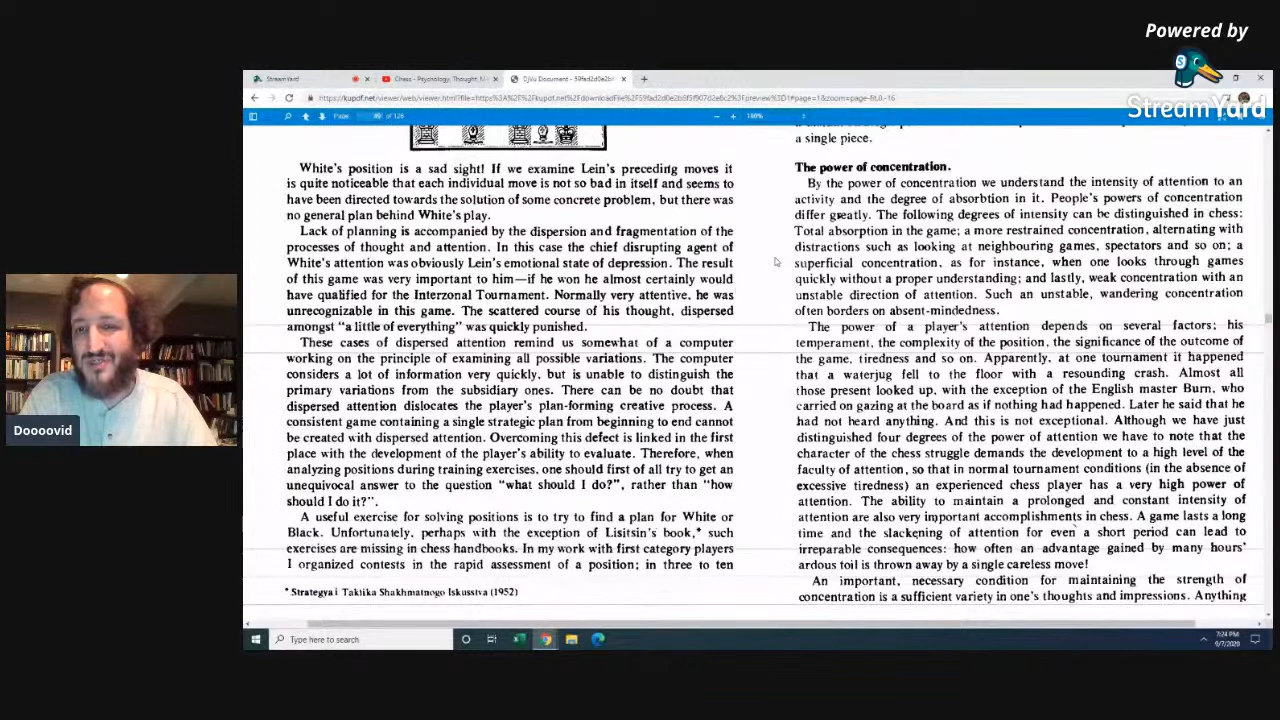 Powered by
StreamYard
StreamYard
Chess - Psychology, Thought,
DjVu Document - 59fad2d0e2b
Page
of 129
180%
White's position is a sad sight! If we examine Lein's preceding moves it
is quite noticeable that each individual move is not so bad in itself and seems to
have been directed towards the solution of some concrete problem, but there was
no general plan behind White's play.
Lack of planning is accompanied by the dispersion and fragmentation of the
processes of thought and attention. In this case the chief disrupting agent of
White's attention was obviously Lein's emotional state of depression. The result
of this game was very important to him—if he won he almost certainly would
have qualified for the Interzonal Tournament. Normally very attentive, he was
unrecognizable in this game. The scattered course of his thought, dispersed
amongst "a little of everything" was quickly punished.
These cases of dispersed attention remind us somewhat of a computer
working on the principle of examining all possible variations. The computer
considers a lot of information very quickly, but is unable to distinguish the
primary variations from the subsidiary ones. There can be no doubt that
dispersed attention dislocates the player's plan-forming creative process. A
consistent game containing a single strategic plan from beginning to end cannot
be created with dispersed attention. Overcoming this defect is linked in the first
place with the development of the player's ability to evaluate. Therefore, when
analyzing positions during training exercises, one should first of all try to get an
unequivocal answer to the question "what should I do?", rather than "how
should I do it?".
A useful exercise for solving positions is to try to find a plan for White or
Black. Unfortunately, perhaps with the exception of Lisitsin's book,* such
exercises are missing in chess handbooks. In my work with first category players
I organized contests in the rapid assessment of a position; in three to ten
* Strategya i Taktika Shakhmatnogo Iskusstva (1952)
a single piece.
The power of concentration.
By the power of concentration we understand the intensity of attention to an
activity and the degree of absorbtion in it. People's powers of concentration
differ greatly. The following degrees of intensity can be distinguished in chess:
Total absorption in the game; a more restrained concentration, alternating with
distractions such as looking at neighbouring games, spectators and so on; a
superficial concentration, as for instance, when one looks through games
quickly without a proper understanding; and lastly, weak concentration with an
unstable direction of attention. Such an unstable, wandering concentration
often borders on absent-mindedness.
The power of a player's attention depends on several factors; his
temperament, the complexity of the position, the significance of the outcome of
the game, tiredness and so on. Apparently, at one tournament it happened
that a waterjug fell to the floor with a resounding crash. Almost all
those present looked up, with the exception of the English master Burn, who
carried on gazing at the board as if nothing had happened. Later he said that he
had not heard anything. And this is not exceptional. Although we have just
distinguished four degrees of the power of attention we have to note that the
character of the chess struggle demands the development to a high level of the
faculty of attention, so that in normal tournament conditions (in the absence of
excessive tiredness) an experienced chess player has a very high power of
attention. The ability to maintain a prolonged and constant intensity of
attention are also very important accomplishments in chess. A game lasts a long
time and the slackening of attention for even a short period can lead to
irreparable consequences: how often an advantage gained by many hours'
ardous toil is thrown away by a single careless move!
An important, necessary condition for maintaining the strength of
concentration is a sufficient variety in one's thoughts and impressions. Anything
Doooovid
Type here to search
7:24 PM
9/7/2020